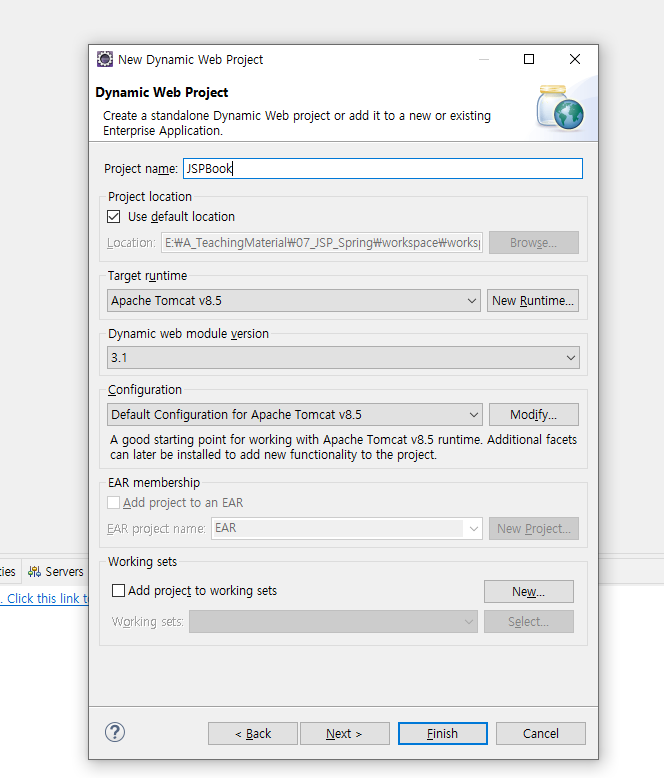 New Dynamic Web Project
Dynamic Web Project
Create a standalone Dynamic Web project or add it to a new or existing
Enterprise Application.
Project name: JSPBook
Project location
Use default location
Location: E:₩A_TeachingMaterial₩07_JSP_Spring₩workspace₩worksp Browse...
Target runtime
Apache Tomcat v8.5 New Runtime...
Dynamic web module version
3.1
Configuration
Default Configuration for Apache Tomcat v8.5 Modify...
A good starting point for working with Apache Tomcat v8.5 runtime. Additional facets
can later be installed to add new functionality to the project.
EAR membership
Add project to an EAR
EAR project name: EAR New Project...
Working sets
ties Servers
Add project to working sets New...
. Click this link t
Working sets: Select...
< Back Next > Finish Cancel